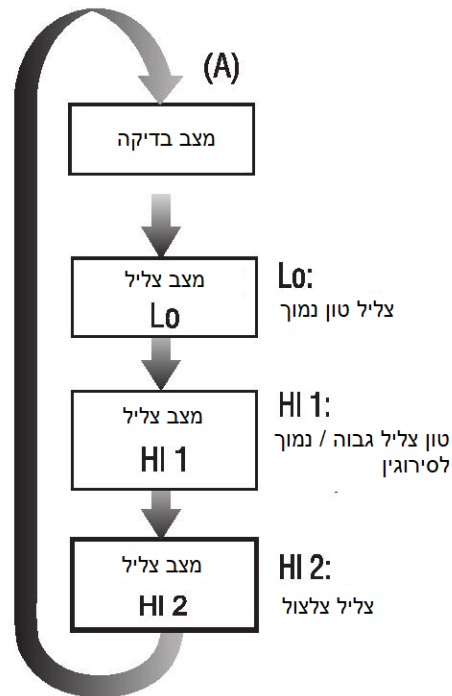 (A)
מצב בדיקה
מצב צליל
Lo
Lo:
צליל טון נמוך
מצב צליל
HI 1
HI 1:
טון צליל גבוה / נמוך
לסירוגין
מצב צליל
HI 2
HI 2:
צליל צלצול